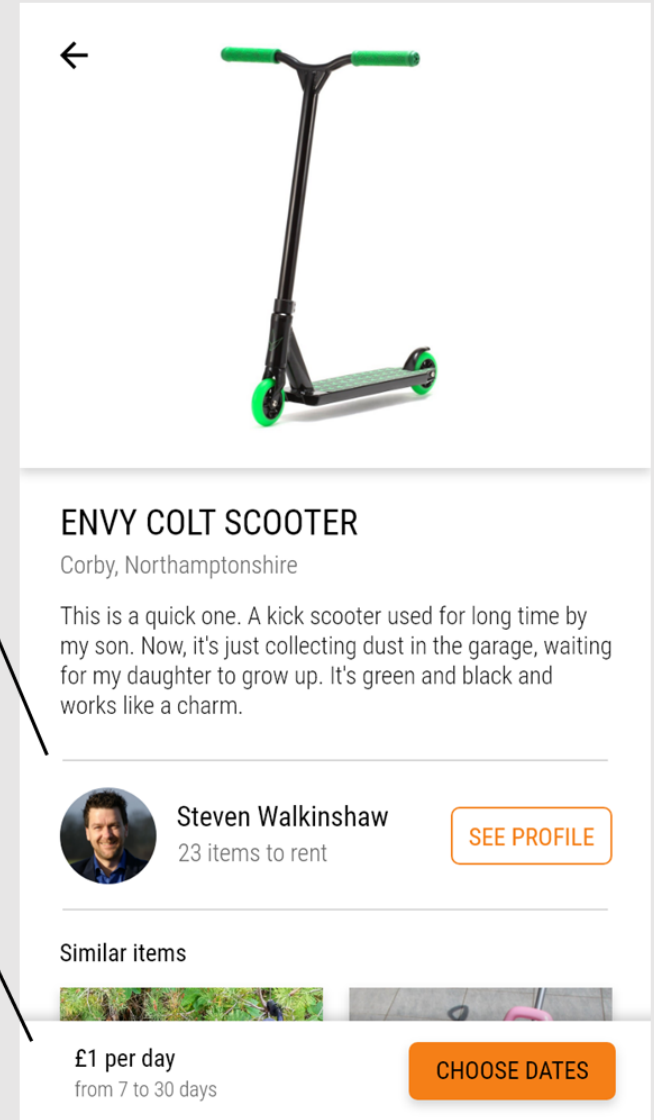 ENVY COLT SCOOTER
Corby, Northamptonshire
This is a quick one. A kick scooter used for long time by
my son. Now, it's just collecting dust in the garage, waiting
for my daughter to grow up. It's green and black and
works like a charm.
Steven Walkinshaw
23 items to rent
SEE PROFILE
Similar items
£1 per day
from 7 to 30 days
CHOOSE DATES